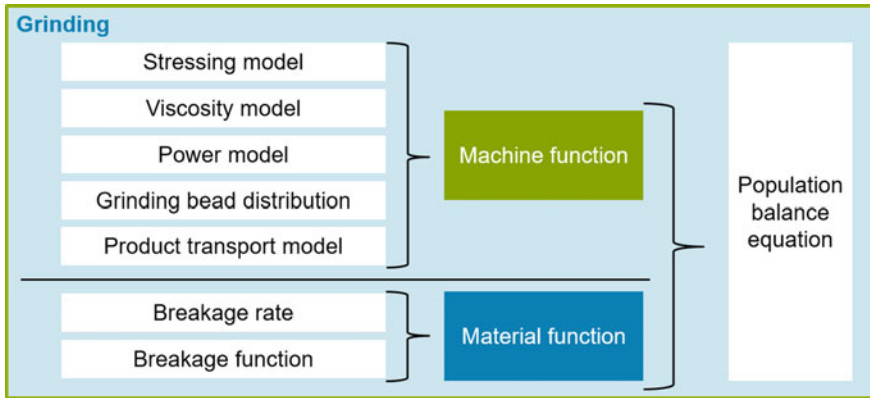 Grinding
Stressing model
Viscosity model
Power model
Grinding bead distribution
Product transport model
Machine function
Breakage rate
Breakage function
Material function
Population
balance
equation